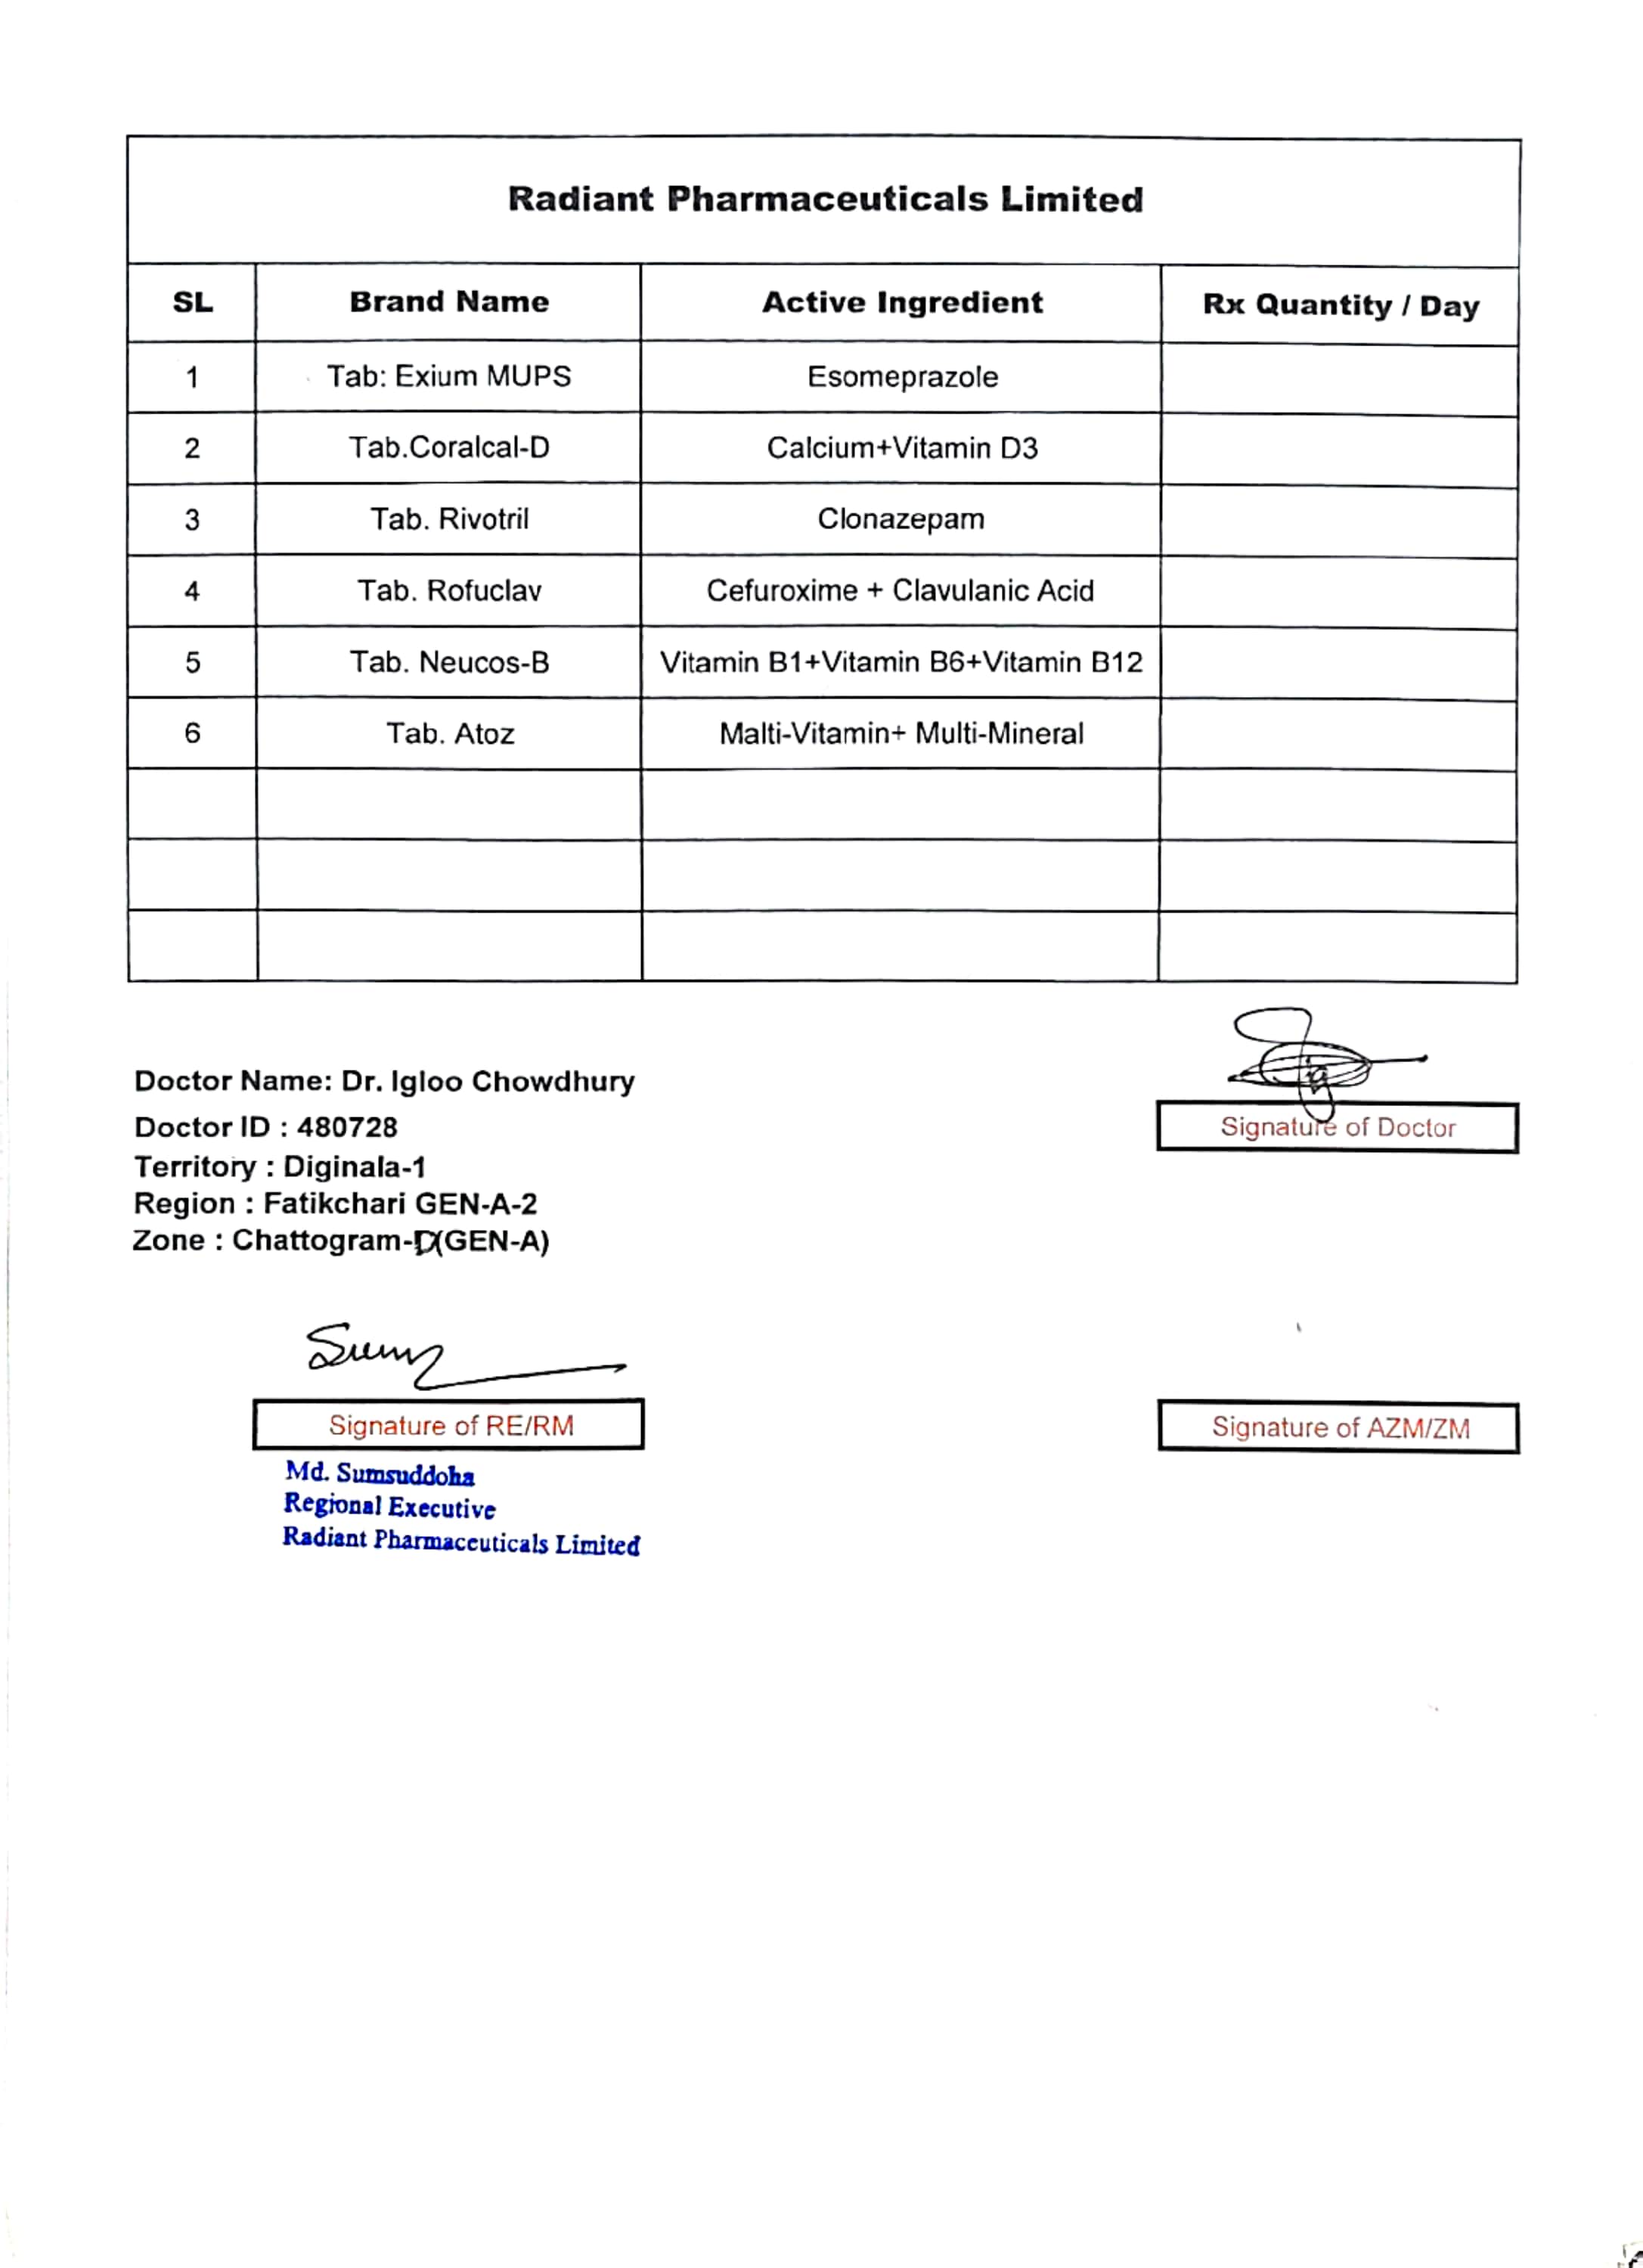 Radiant Pharmaceuticals Limited
SL Brand Name Active Ingredient Rx Quantity / Day
1 Tab: Exium MUPS Esomeprazole
2 Tab.Coralcal-D Calcium+Vitamin D3
3 Tab. Rivotril Clonazepam
4 Tab. Rofuclav Cefuroxime + Clavulanic Acid
5 Tab. Neucos-B Vitamin B1+Vitamin B6+Vitamin B12
6 Tab. Atoz Malti-Vitamin+ Multi-Mineral
Doctor Name: Dr. Igloo Chowdhury
Doctor ID : 480728
Signature of Doctor
Territory : Diginala-1
Region : Fatikchari GEN-A-2
Zone : Chattogram-D(GEN-A)
Signature of RE/RM
Signature of AZM/ZM
Md. Sumsuddoha
Regional Executive
Radiant Pharmaceuticals Limited